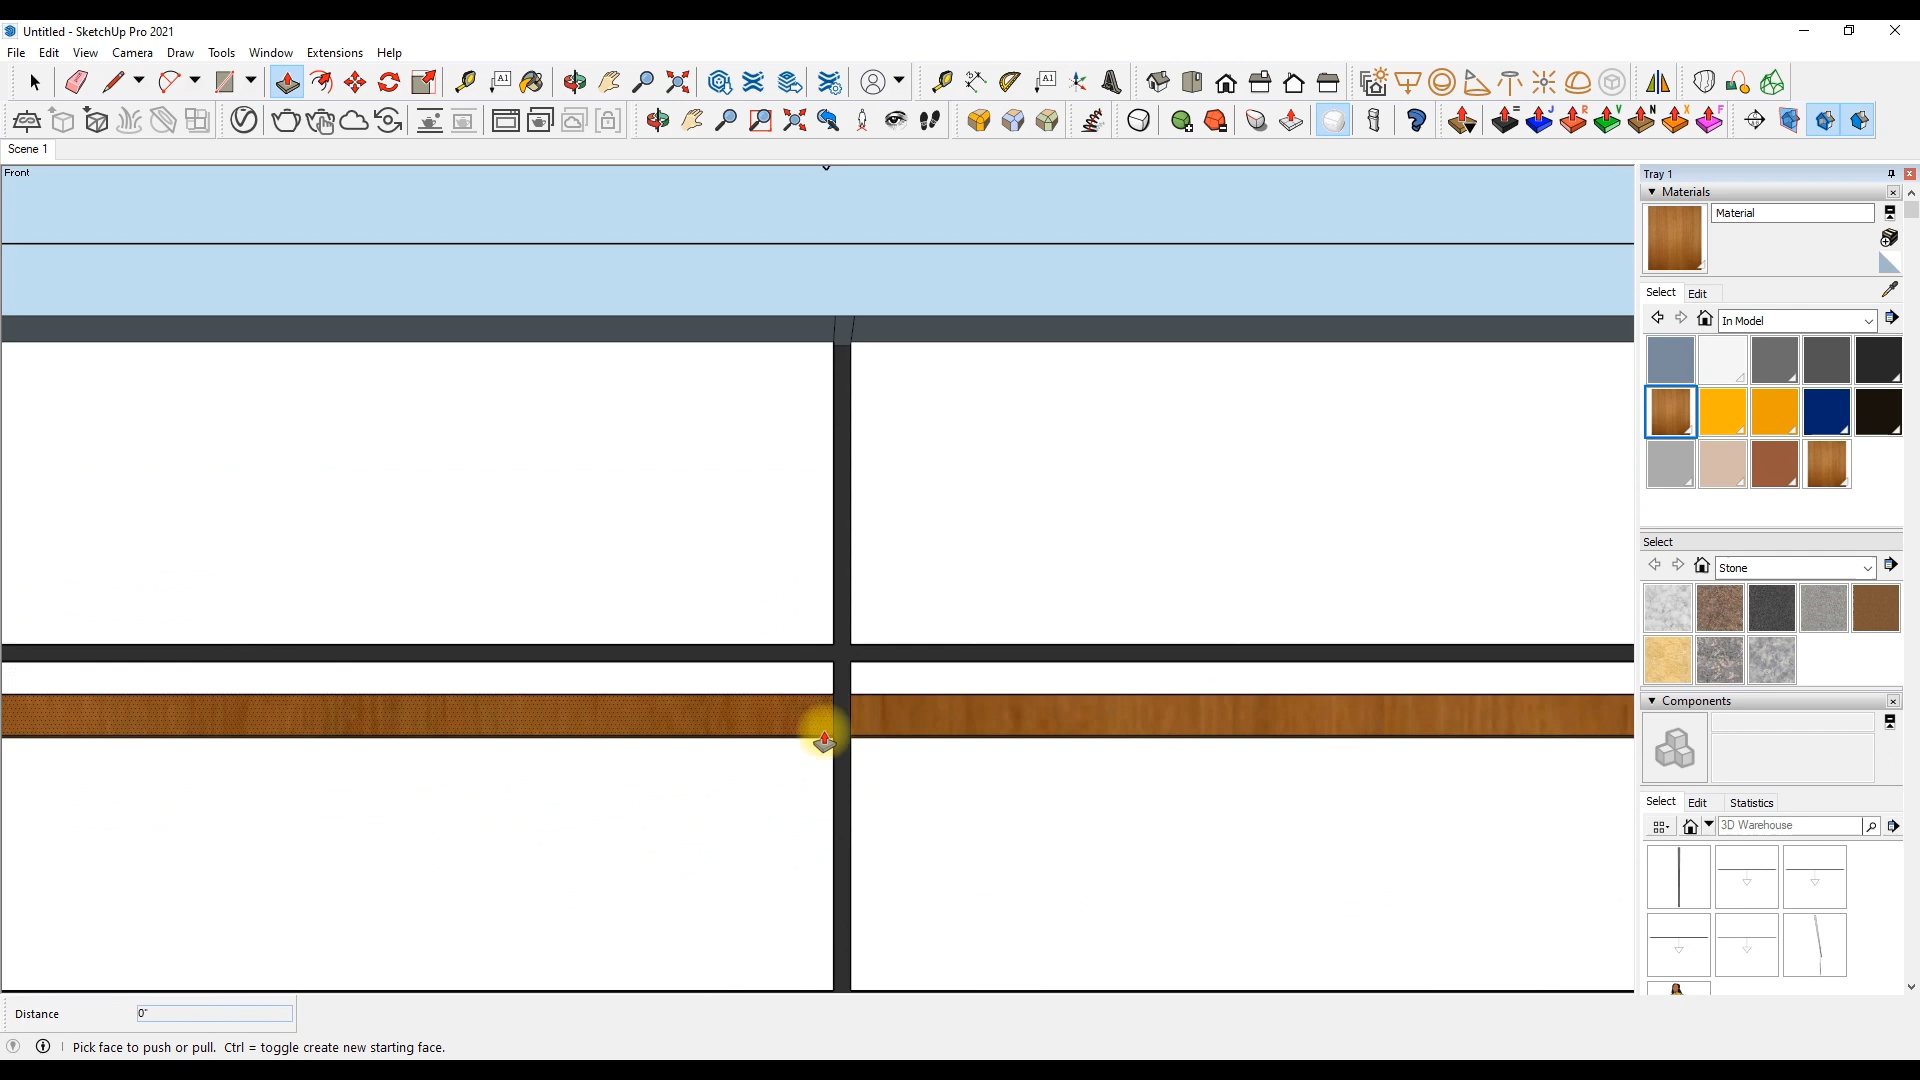 Untitled - SketchUp Pro 2021
File Edit View Camera Draw Tools Window Extensions Help
A1
A1
= J R V N X F
Scene 1
Front
Tray 1
Materials
Material
Select Edit
In Model
Select
Stone
Components
Select Edit Statistics
3D Warehouse
Distance 0"
Pick face to push or pull. Ctrl = toggle create new starting face.